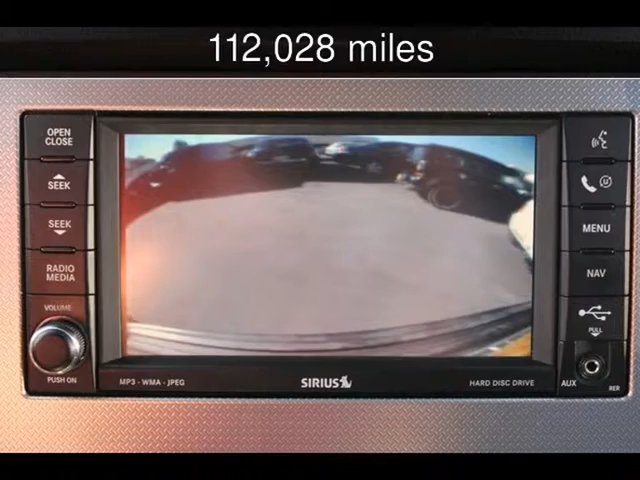 112,028 miles
OPEN
CLOSE
SEEK
SEEK
RADIO
MEDIA
VOLUME
PUSH ON
MENU
NAV
PULL
AUX
RER
MP3 - WMA - JPEG
SIRIUS
HARD DISC DRIVE